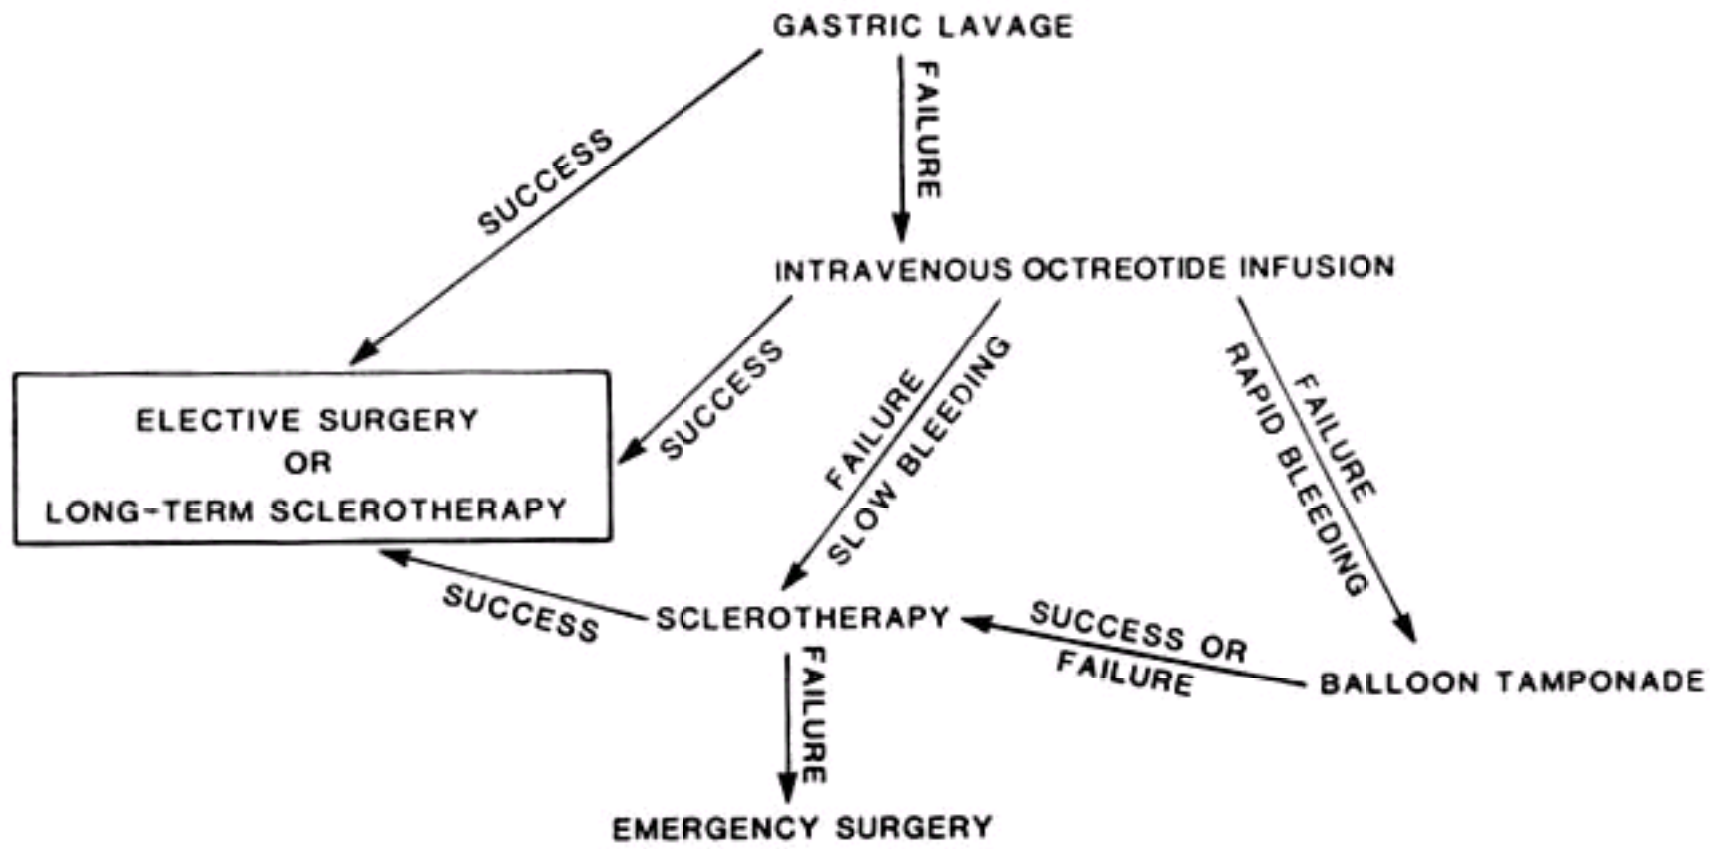 GASTRIC LAVAGE
SUCCESS
FAILURE
INTRAVENOUS OCTREOTIDE INFUSION
SUCCESS
FAILURE
SLOW BLEEDING
FAILURE
RAPID BLEEDING
ELECTIVE SURGERY
OR
LONG-TERM SCLEROTHERAPY
SUCCESS
SCLEROTHERAPY
SUCCESS OR
FAILURE
BALLOON TAMPONADE
FAILURE
EMERGENCY SURGERY